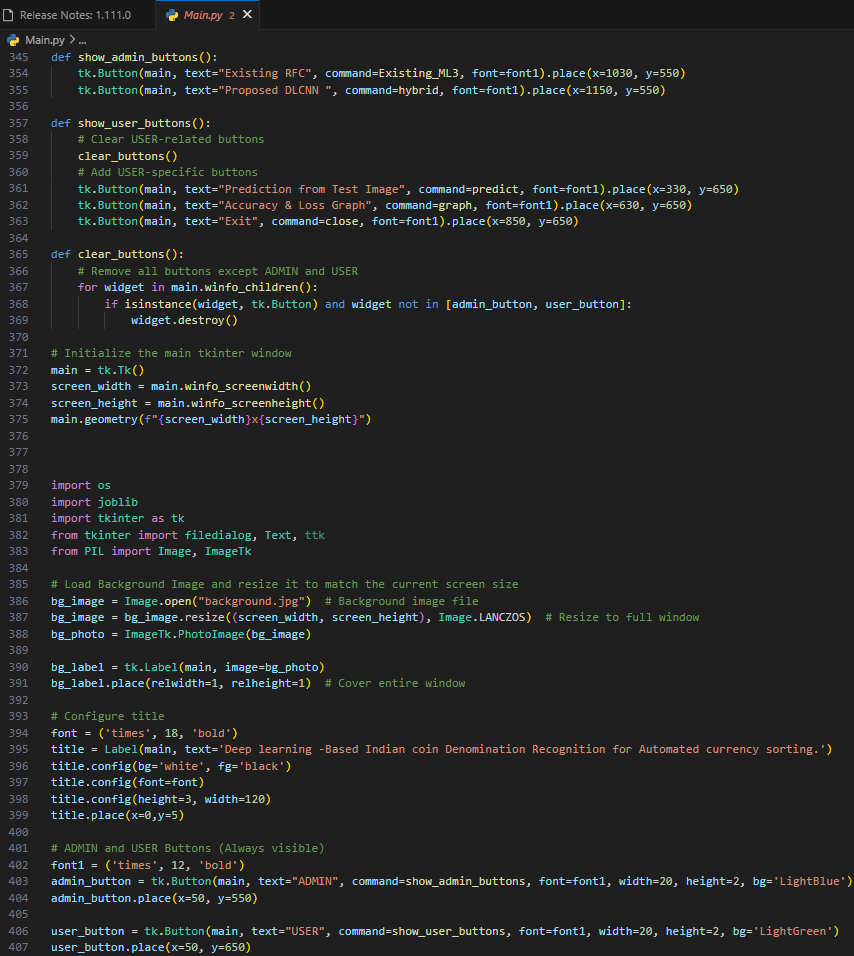 Release Notes: 1.111.0
Main.py 2 ✕
Main.py > ...
345 def show_admin_buttons():
354     tk.Button(main, text="Existing RFC", command=Existing_ML3, font=font1).place(x=1030, y=550)
355     tk.Button(main, text="Proposed DLCNN ", command=hybrid, font=font1).place(x=1150, y=550)
356
357 def show_user_buttons():
358     # Clear USER-related buttons
359     clear_buttons()
360     # Add USER-specific buttons
361     tk.Button(main, text="Prediction from Test Image", command=predict, font=font1).place(x=330, y=650)
362     tk.Button(main, text="Accuracy & Loss Graph", command=graph, font=font1).place(x=630, y=650)
363     tk.Button(main, text="Exit", command=close, font=font1).place(x=850, y=650)
364
365 def clear_buttons():
366     # Remove all buttons except ADMIN and USER
367     for widget in main.winfo_children():
368         if isinstance(widget, tk.Button) and widget not in [admin_button, user_button]:
369             widget.destroy()
370
371 # Initialize the main tkinter window
372 main = tk.Tk()
373 screen_width = main.winfo_screenwidth()
374 screen_height = main.winfo_screenheight()
375 main.geometry(f"{screen_width}x{screen_height}")
376
377
378
379 import os
380 import joblib
381 import tkinter as tk
382 from tkinter import filedialog, Text, ttk
383 from PIL import Image, ImageTk
384
385 # Load Background Image and resize it to match the current screen size
386 bg_image = Image.open("background.jpg")  # Background image file
387 bg_image = bg_image.resize((screen_width, screen_height), Image.LANCZOS)  # Resize to full window
388 bg_photo = ImageTk.PhotoImage(bg_image)
389
390 bg_label = tk.Label(main, image=bg_photo)
391 bg_label.place(relwidth=1, relheight=1)  # Cover entire window
392
393 # Configure title
394 font = ('times', 18, 'bold')
395 title = Label(main, text='Deep learning -Based Indian coin Denomination Recognition for Automated currency sorting.')
396 title.config(bg='white', fg='black')
397 title.config(font=font)
398 title.config(height=3, width=120)
399 title.place(x=0,y=5)
400
401 # ADMIN and USER Buttons (Always visible)
402 font1 = ('times', 12, 'bold')
403 admin_button = tk.Button(main, text="ADMIN", command=show_admin_buttons, font=font1, width=20, height=2, bg='LightBlue')
404 admin_button.place(x=50, y=550)
405
406 user_button = tk.Button(main, text="USER", command=show_user_buttons, font=font1, width=20, height=2, bg='LightGreen')
407 user_button.place(x=50, y=650)